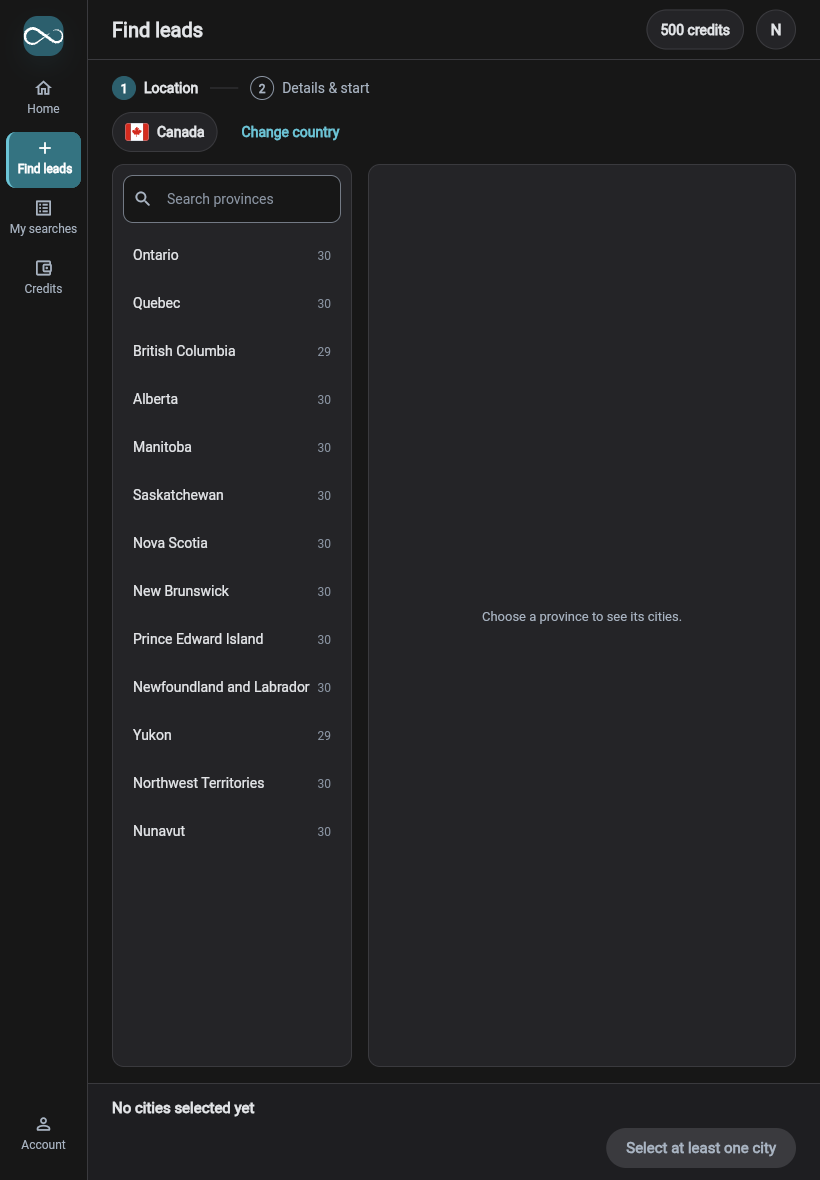 Find leads
500 credits
N
Home
Find leads
My searches
Credits
Account
1 Location
2 Details & start
Canada
Change country
Search provinces
Ontario 30
Quebec 30
British Columbia 29
Alberta 30
Manitoba 30
Saskatchewan 30
Nova Scotia 30
New Brunswick 30
Prince Edward Island 30
Newfoundland and Labrador 30
Yukon 29
Northwest Territories 30
Nunavut 30
Choose a province to see its cities.
No cities selected yet
Select at least one city